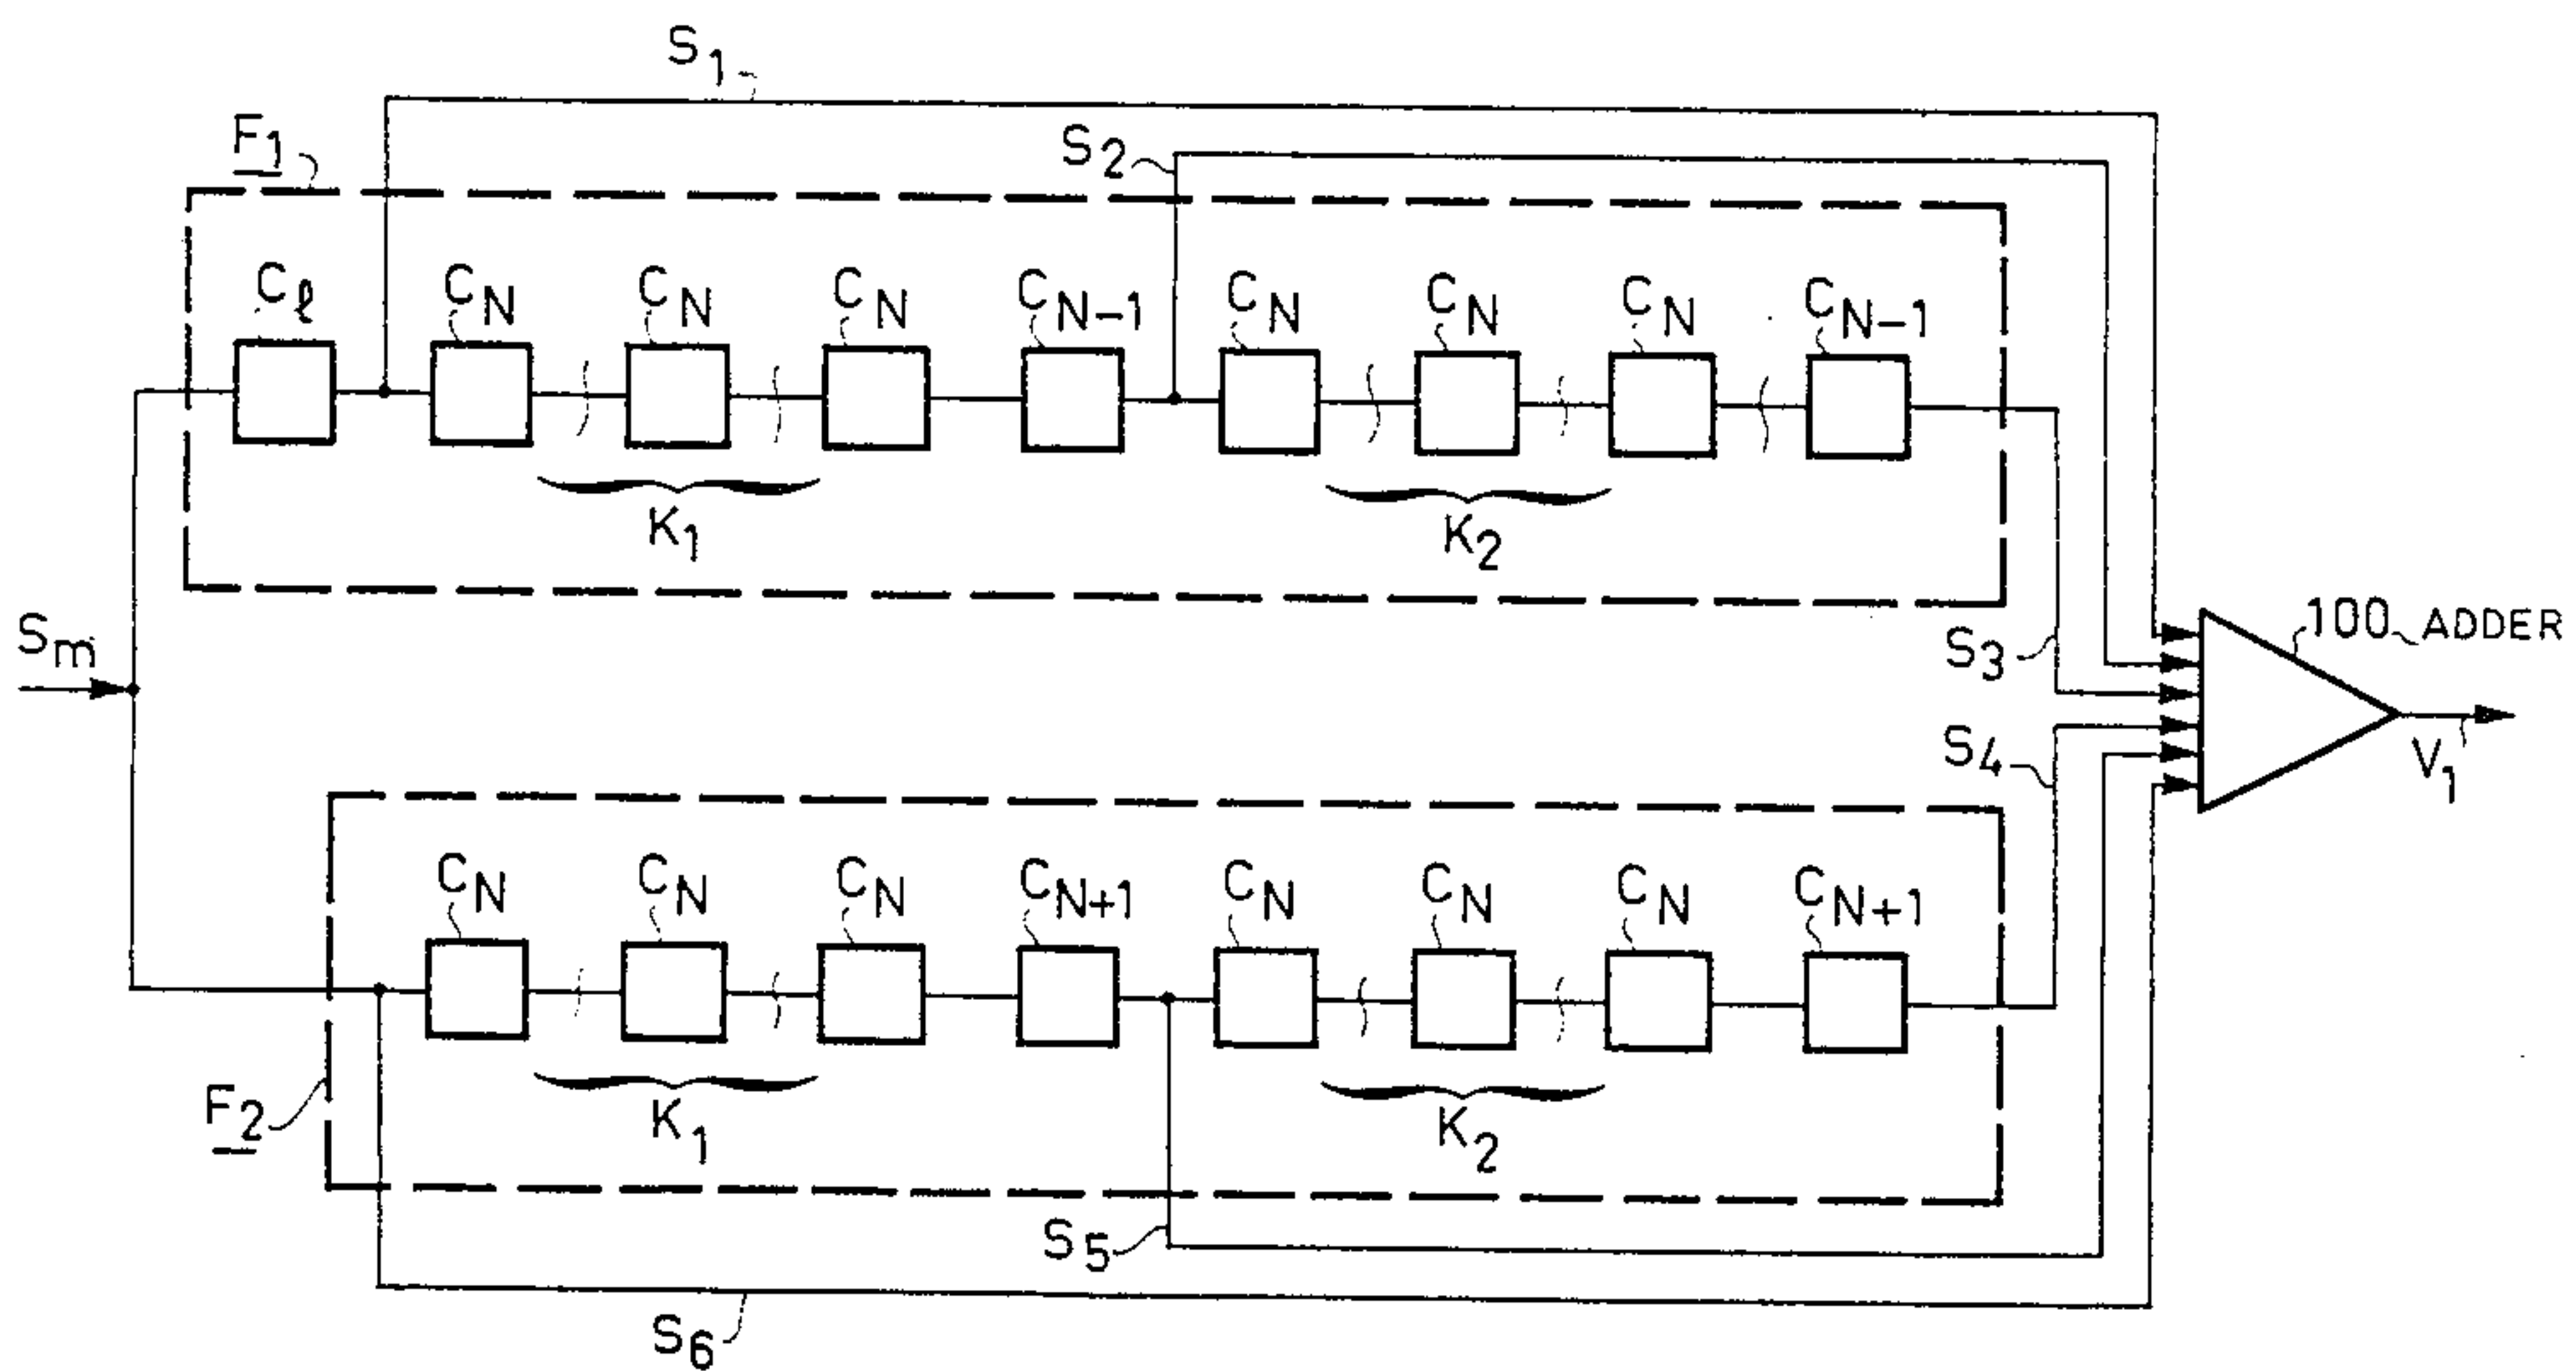 S1
F1
S2
Cℓ CN CN CN CN-1 CN CN CN CN-1
K1 K2
Sm
S3
100 ADDER
S4
V1
CN CN CN CN+1 CN CN CN CN+1
F2
K1 K2
S5
S6